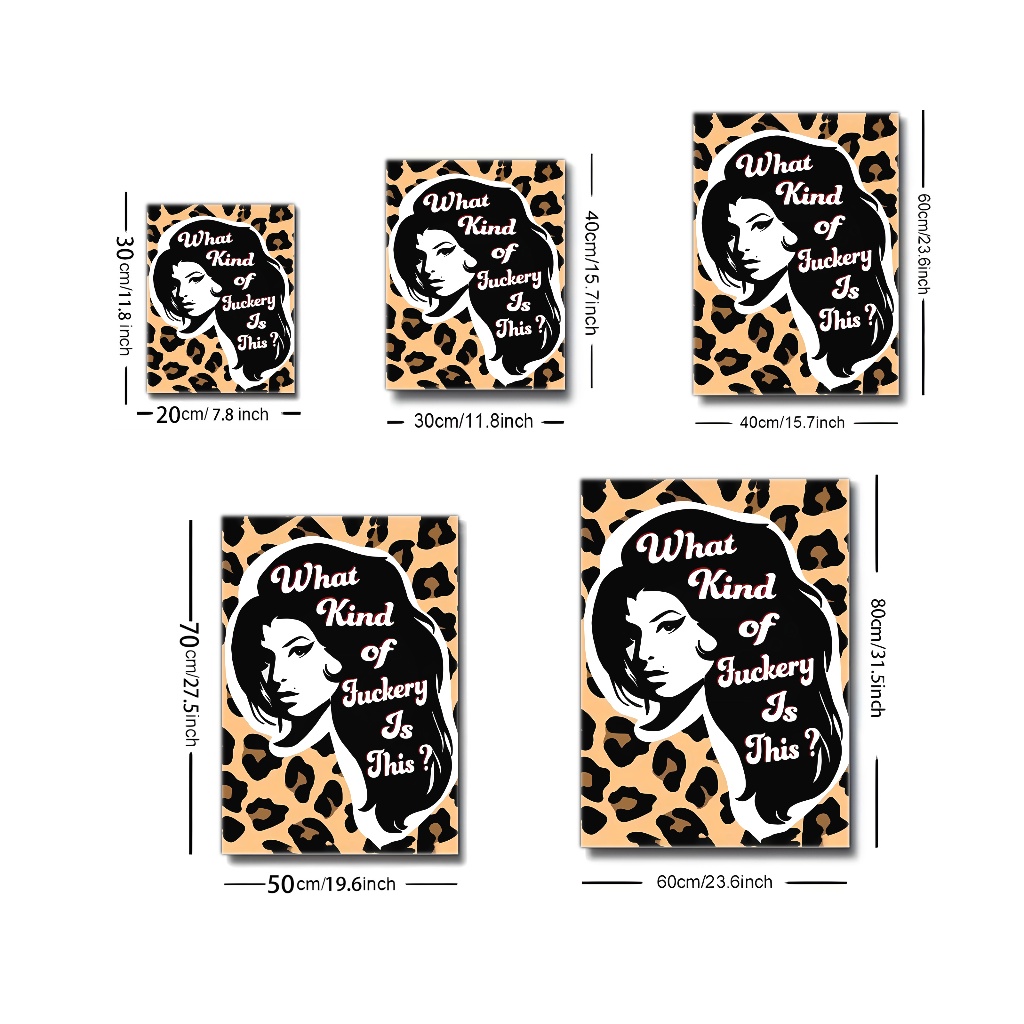 What
Kind
of
Fuckery
Is
This ?
30cm/11.8 inch
20cm/ 7.8 inch
What
Kind
of
Fuckery
Is
This ?
40cm/15.7inch
30cm/11.8inch
What
Kind
of
Fuckery
Is
This ?
60cm/23.6inch
40cm/15.7inch
What
Kind
of
Fuckery
Is
This ?
70cm/27.5inch
50cm/19.6inch
What
Kind
of
Fuckery
Is
This ?
80cm/31.5inch
60cm/23.6inch